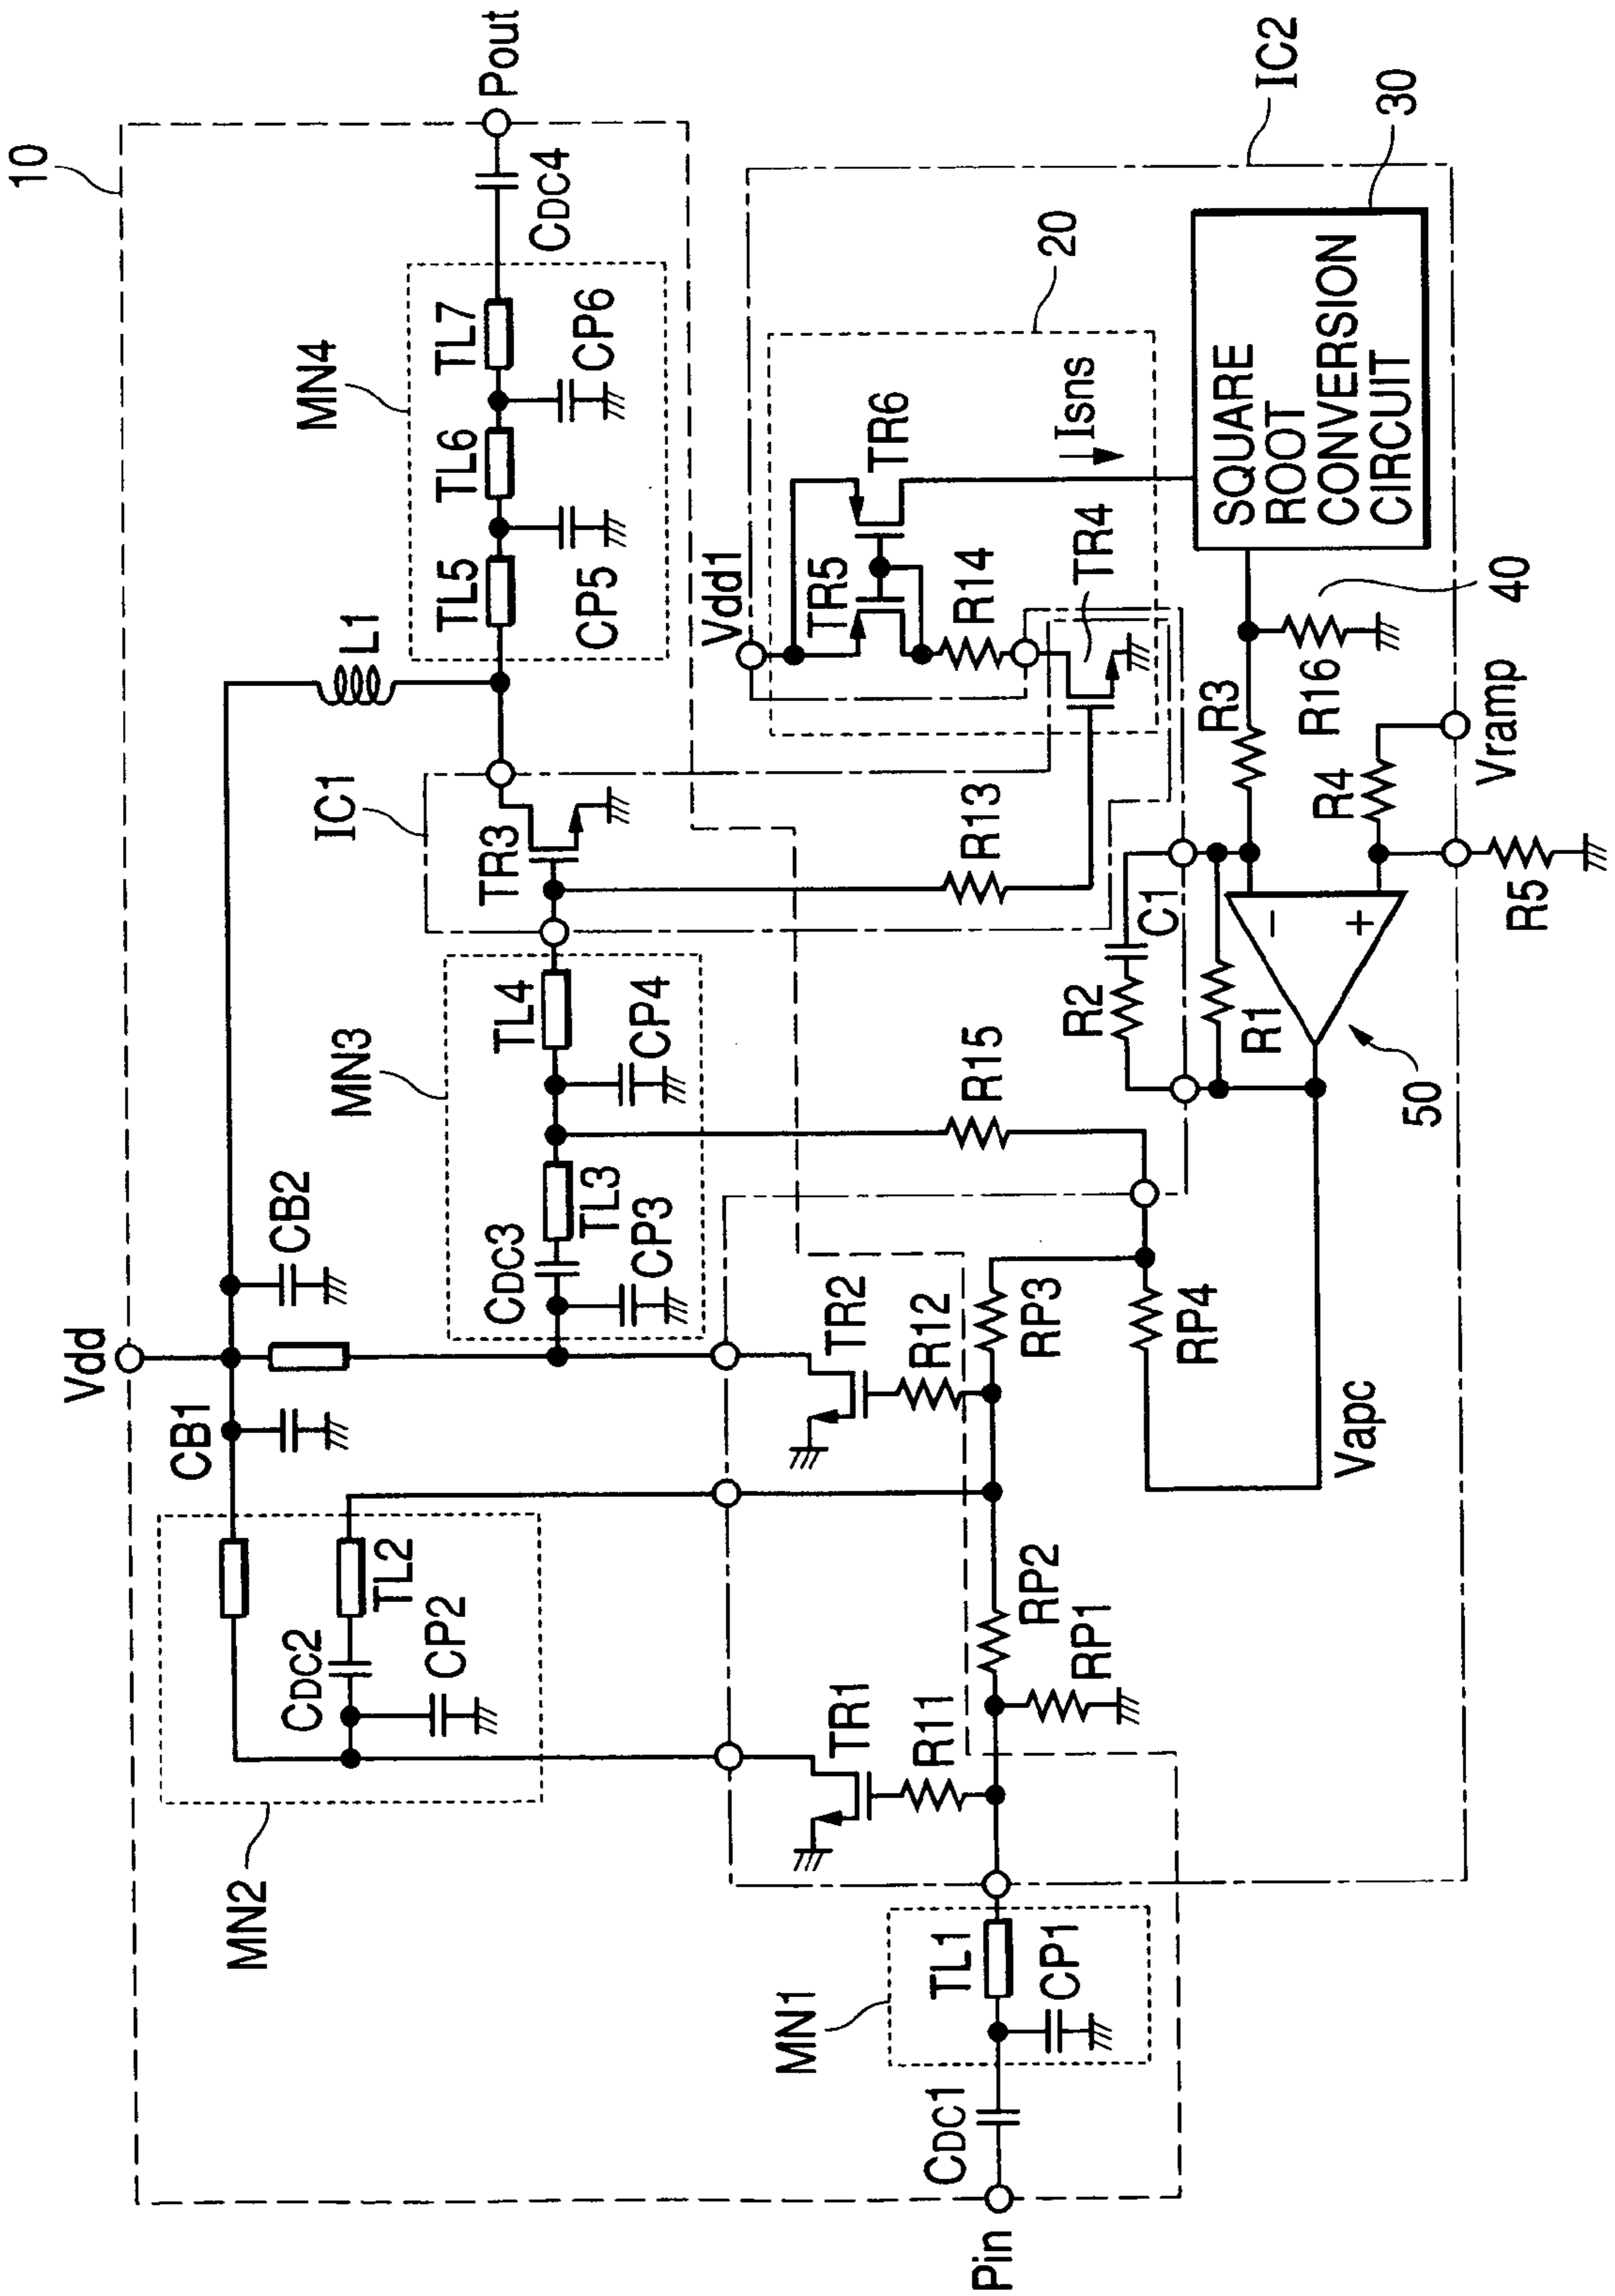 10
Pout
CDC4
MN4
TL7
CP6
TL6
CP5
TL5
L1
IC1
TR3
R13
IC2
30
20
Isns
TR6
TR5
Vdd1
R14
TR4
SQUARE
ROOT
CONVERSION
CIRCUIT
40
R16
R3
R4
Vramp
R5
C1
R2
R1
−
+
50
R15
MN3
TL4
CP4
TL3
CDC3
CP3
CB2
Vdd
CB1
TR2
R12
RP3
RP4
Vapc
MN2
TL2
CDC2
CP2
RP2
RP1
TR1
R11
MN1
TL1
CP1
CDC1
Pin